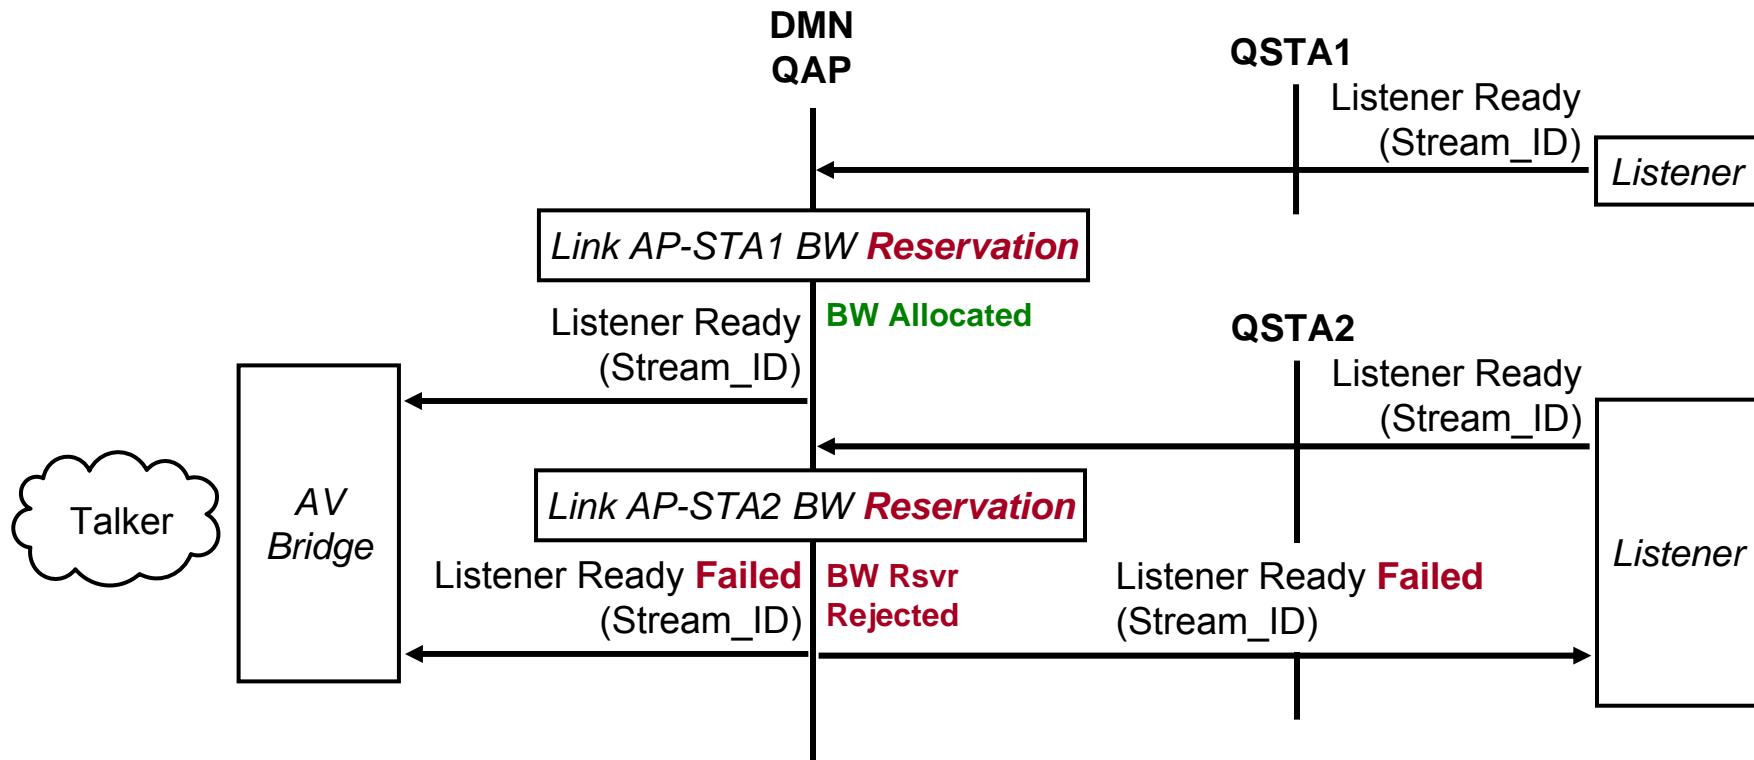 DMN
QAP
QSTA1
Listener Ready
(Stream_ID)
Listener
Link AP-STA1 BW Reservation
BW Allocated
Listener Ready
(Stream_ID)
QSTA2
Listener Ready
(Stream_ID)
Talker
AV
Bridge
Link AP-STA2 BW Reservation
Listener
Listener Ready Failed
(Stream_ID)
BW Rsvr
Rejected
Listener Ready Failed
(Stream_ID)